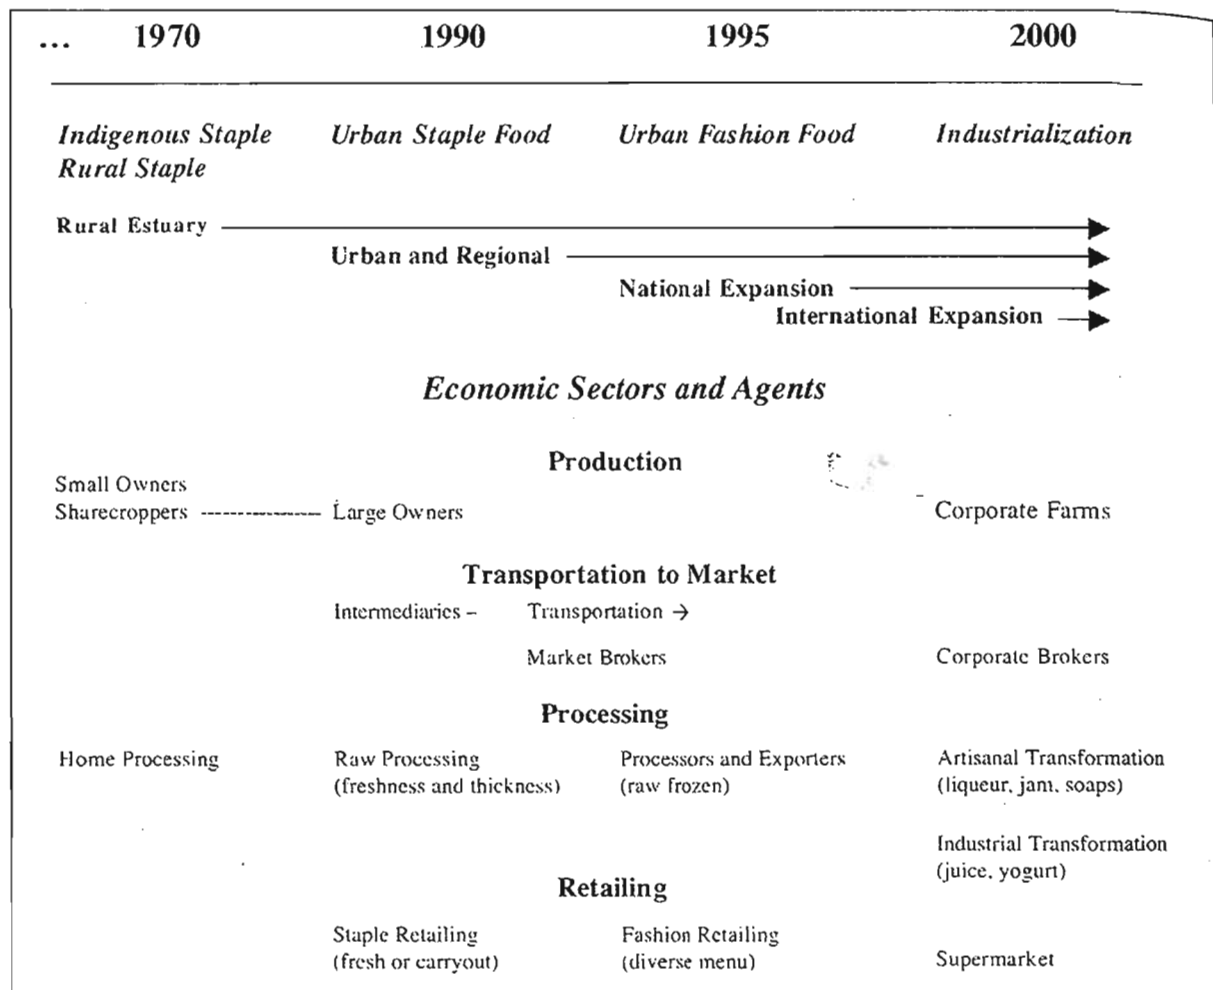 ... 1970 1990 1995 2000
Indigenous Staple Urban Staple Food Urban Fashion Food Industrialization
Rural Staple
Rural Estuary
Urban and Regional
National Expansion
International Expansion
Economic Sectors and Agents
Production
Small Owners
Sharecroppers -------------- Large Owners Corporate Farms
Transportation to Market
Intermediaries – Transportation →
Market Brokers Corporate Brokers
Processing
Home Processing Raw Processing Processors and Exporters Artisanal Transformation
(freshness and thickness) (raw frozen) (liqueur, jam, soaps)
Industrial Transformation
(juice, yogurt)
Retailing
Staple Retailing Fashion Retailing
(fresh or carryout) (diverse menu) Supermarket